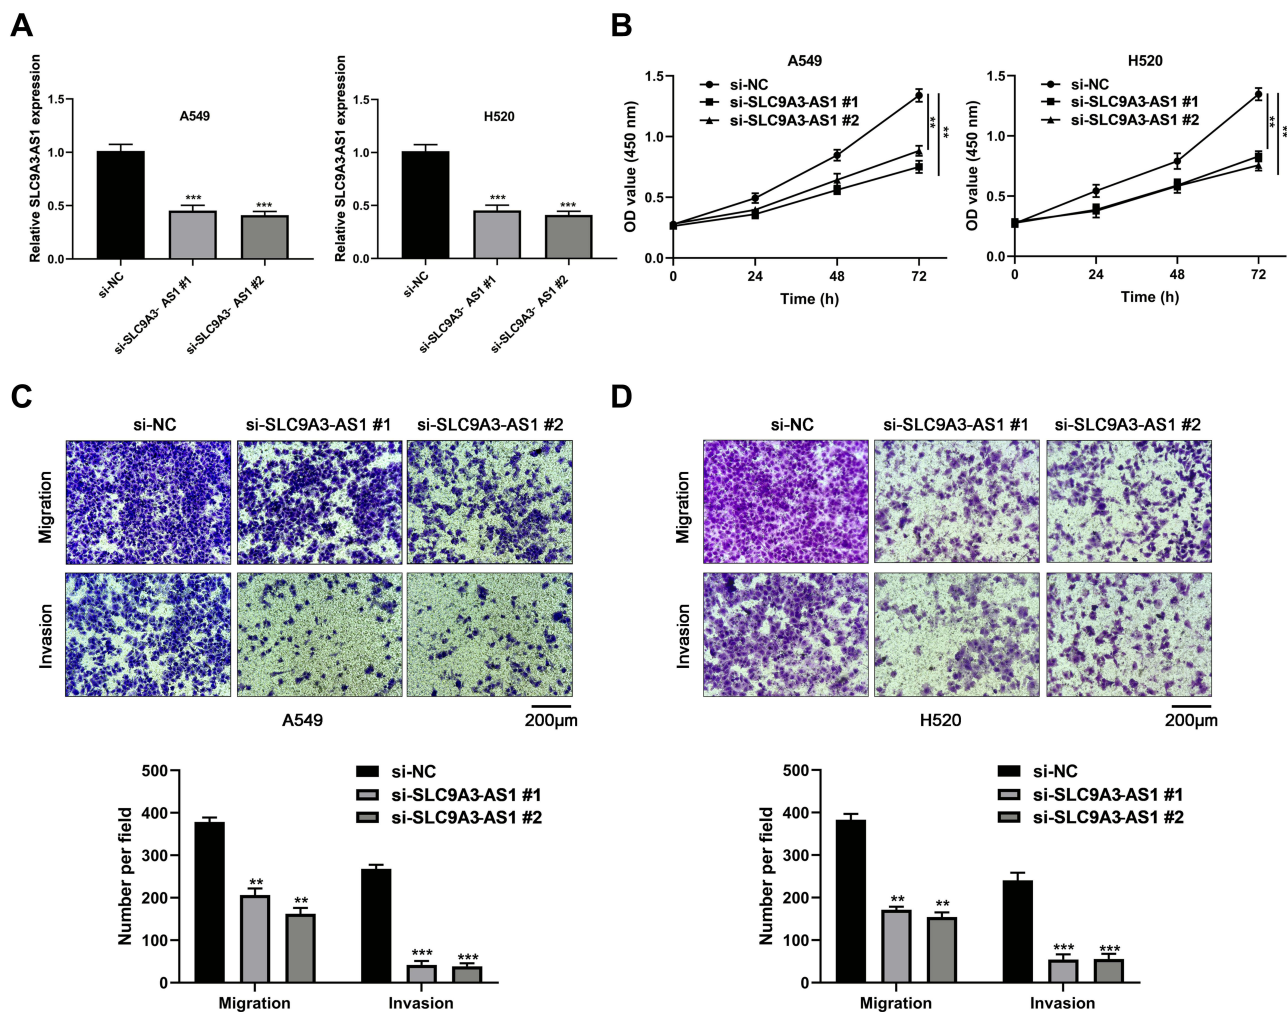 A
Relative SLC9A3-AS1 expression
1.5
1.0
0.5
0.0
A549
***
***
si-NC
si-SLC9A3- AS1 #1
si-SLC9A3- AS1 #2
Relative SLC9A3-AS1 expression
1.5
1.0
0.5
0.0
H520
***
***
si-NC
si-SLC9A3- AS1 #1
si-SLC9A3- AS1 #2
B
A549
OD value (450 nm)
1.5
1.0
0.5
0.0
si-NC
si-SLC9A3-AS1 #1
si-SLC9A3-AS1 #2
**
**
0 24 48 72
Time (h)
H520
OD value (450 nm)
1.5
1.0
0.5
0.0
si-NC
si-SLC9A3-AS1 #1
si-SLC9A3-AS1 #2
**
**
0 24 48 72
Time (h)
C
si-NC si-SLC9A3-AS1 #1 si-SLC9A3-AS1 #2
Migration
Invasion
A549
200μm
Number per field
500
400
300
200
100
0
si-NC
si-SLC9A3-AS1 #1
si-SLC9A3-AS1 #2
**
**
***
***
Migration Invasion
D
si-NC si-SLC9A3-AS1 #1 si-SLC9A3-AS1 #2
Migration
Invasion
H520
200μm
Number per field
500
400
300
200
100
0
si-NC
si-SLC9A3-AS1 #1
si-SLC9A3-AS1 #2
**
**
***
***
Migration Invasion